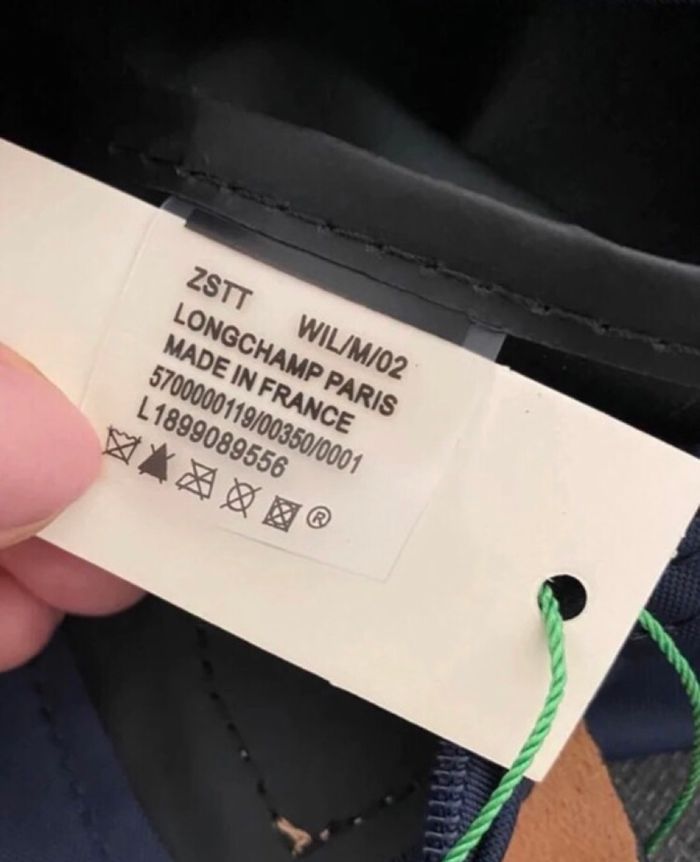 ZSTT WIL/M/02
LONGCHAMP PARIS
MADE IN FRANCE
5700000119/00350/0001
L1899089556
®